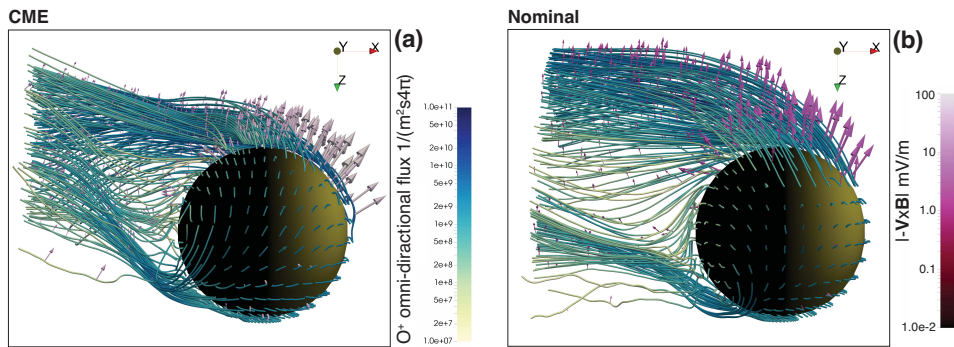 CME
Nominal
(a)
(b)
Y X
Z
Y X
Z
O⁺ omni-diractional flux 1/(m²s4π)
1.0e+11
5e+10
2e+10
1e+10
5e+9
2e+9
1e+9
5e+8
2e+8
1e+8
5e+7
2e+7
1.0e+07
|-VxBl mV/m
100
10
1.0
0.1
1.0e-2